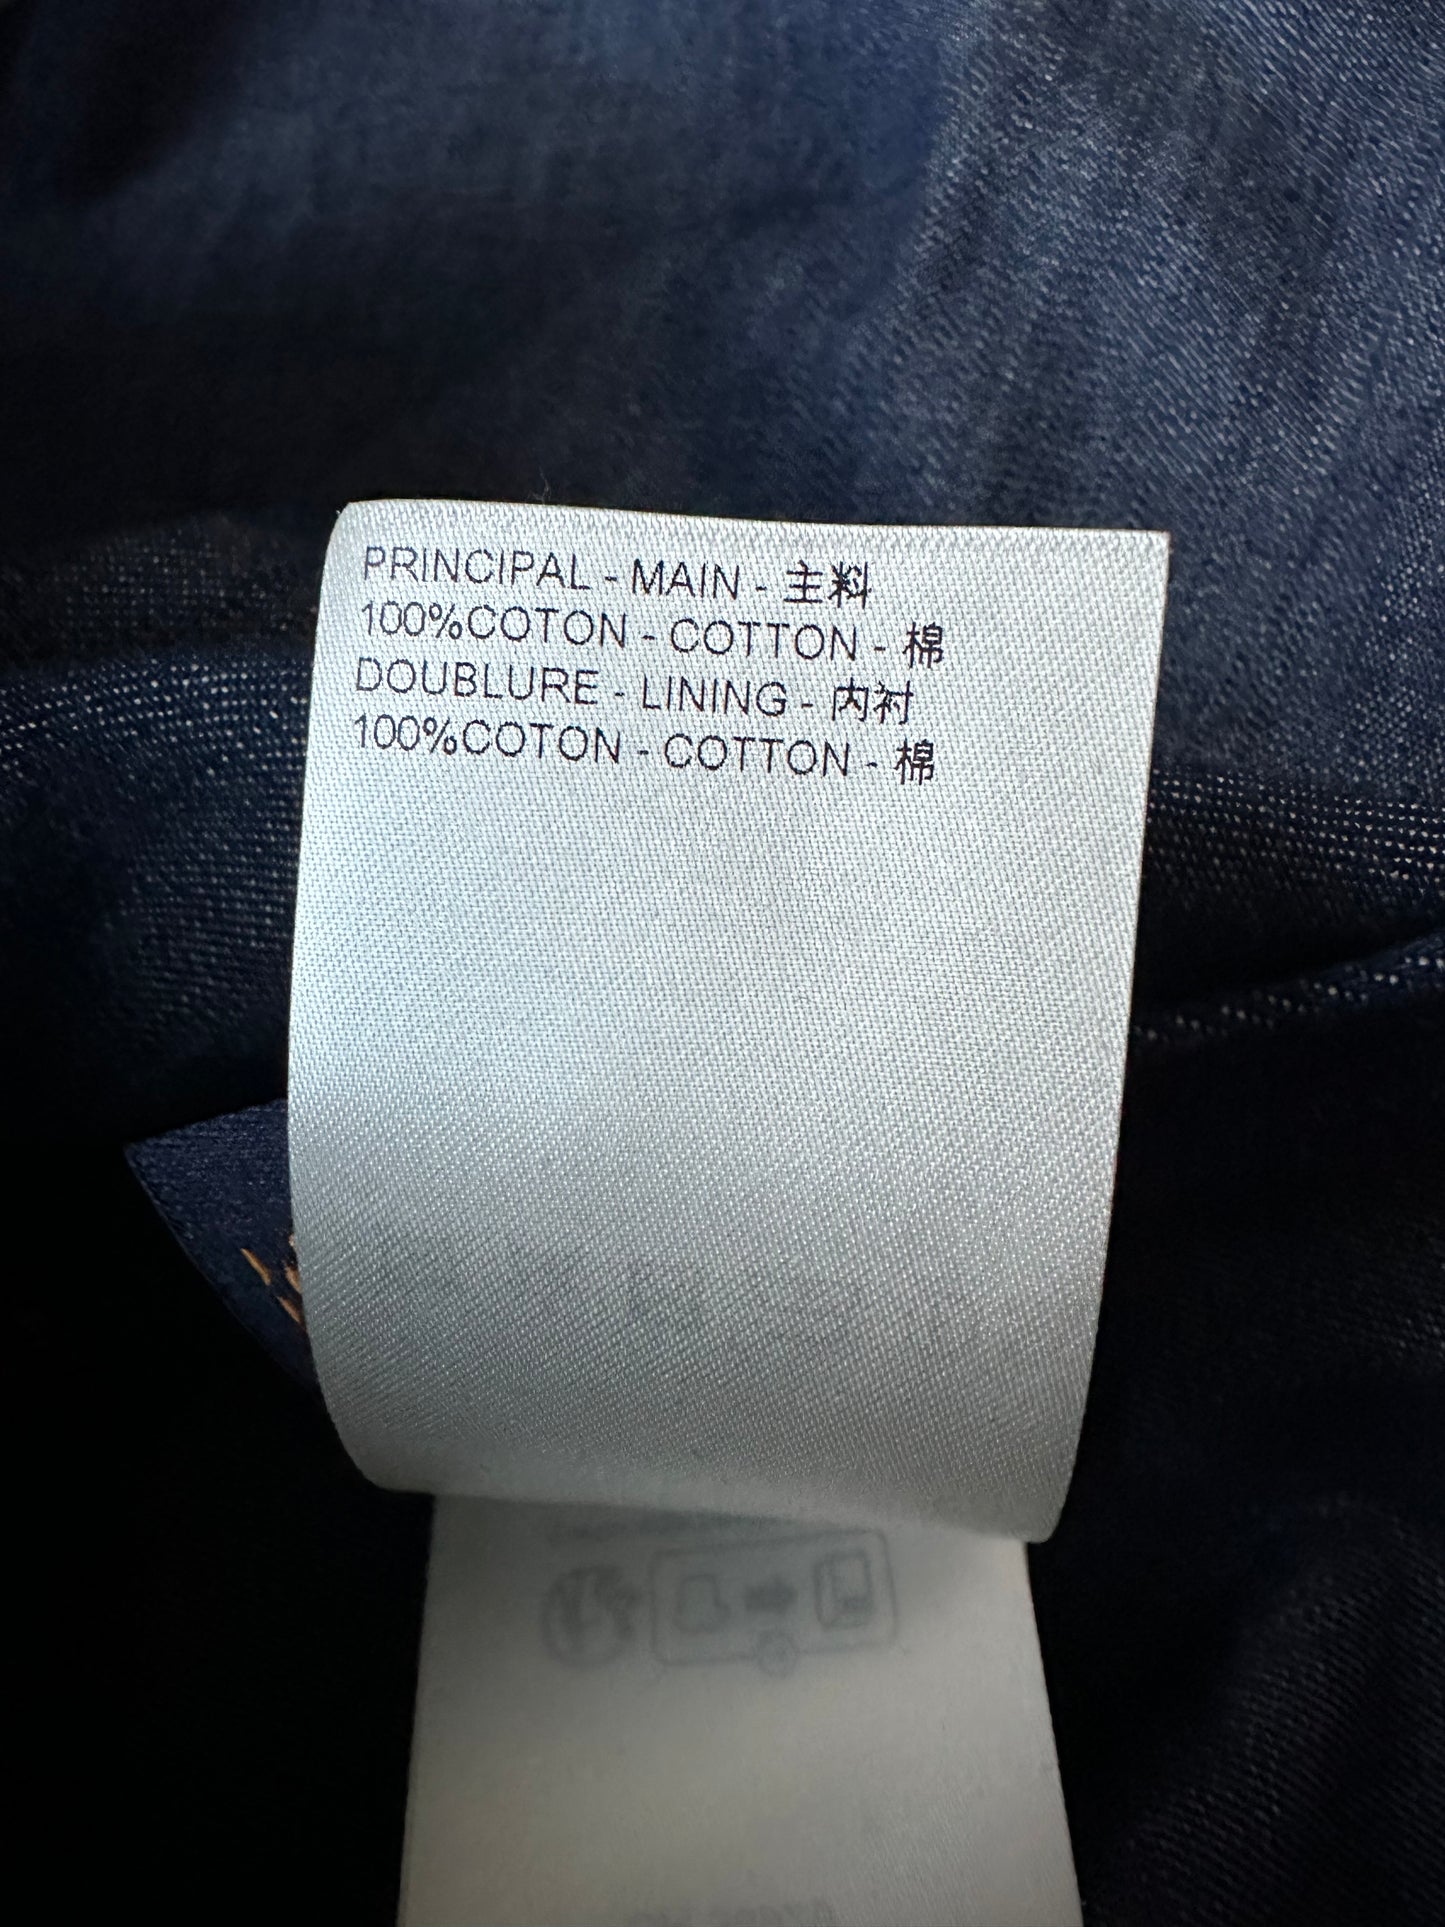 PRINCIPAL - MAIN - 主料
100%COTON - COTTON - 棉
DOUBLURE - LINING - 内衬
100%COTON - COTTON - 棉